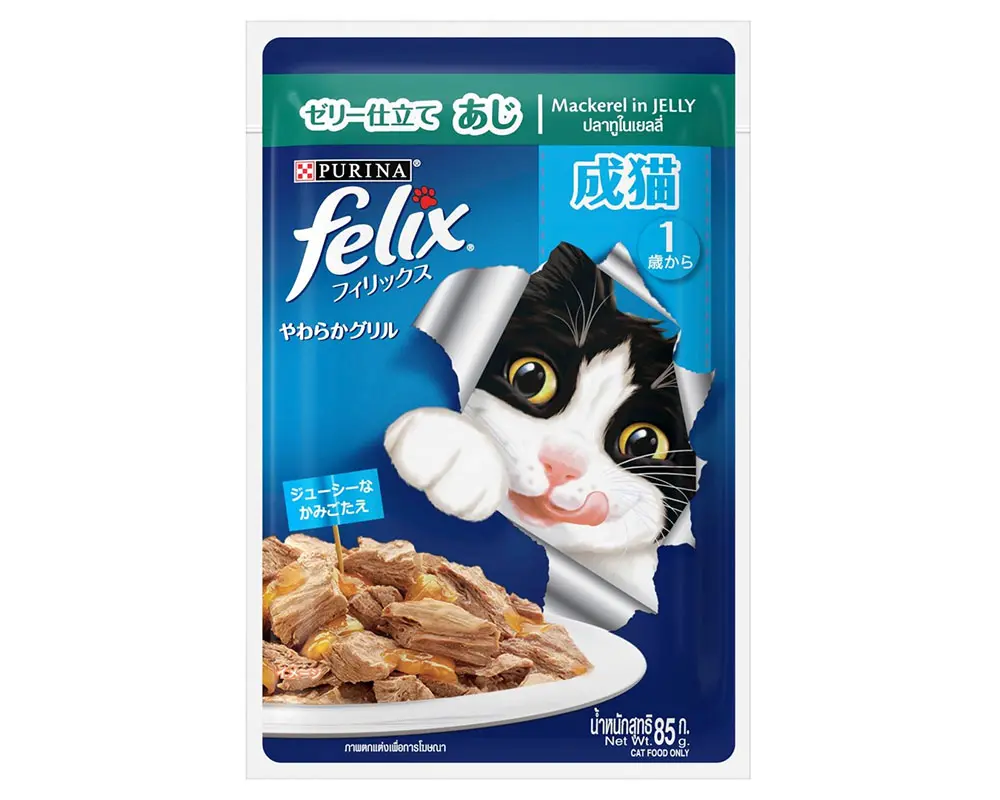 ゼリー仕立て あじ
Mackerel in JELLY
ปลาทูในเยลลี่
PURINA®
felix®
フィリックス
やわらかグリル
成猫
1
歳から
ジューシーな
かみごたえ
น้ำหนักสุทธิ 85 ก.
Net Wt. g.
CAT FOOD ONLY
ภาพตกแต่งเพื่อการโฆษณา